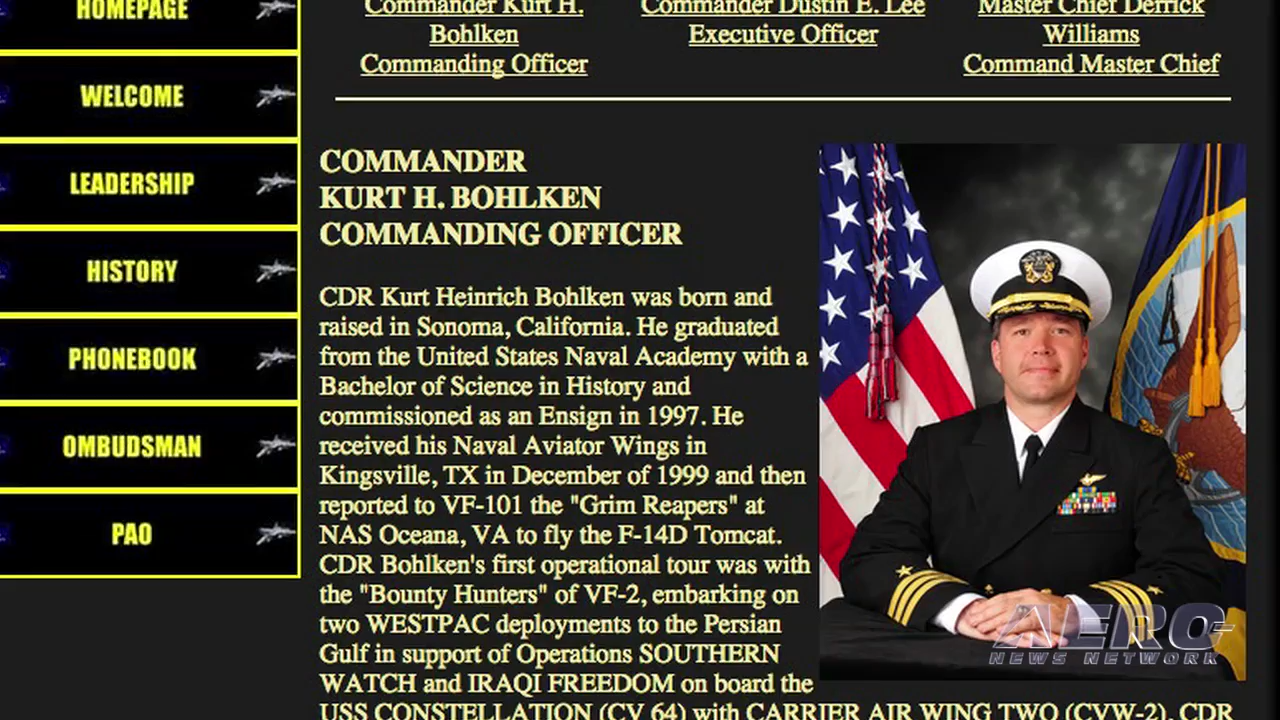 HOMEPAGE
WELCOME
LEADERSHIP
HISTORY
PHONEBOOK
OMBUDSMAN
PAO
Commander Kurt H.
Bohlken
Commanding Officer
Commander Dustin E. Lee
Executive Officer
Master Chief Derrick
Williams
Command Master Chief
COMMANDER
KURT H. BOHLKEN
COMMANDING OFFICER
CDR Kurt Heinrich Bohlken was born and
raised in Sonoma, California. He graduated
from the United States Naval Academy with a
Bachelor of Science in History and
commissioned as an Ensign in 1997. He
received his Naval Aviator Wings in
Kingsville, TX in December of 1999 and then
reported to VF-101 the "Grim Reapers" at
NAS Oceana, VA to fly the F-14D Tomcat.
CDR Bohlken's first operational tour was with
the "Bounty Hunters" of VF-2, embarking on
two WESTPAC deployments to the Persian
Gulf in support of Operations SOUTHERN
WATCH and IRAQI FREEDOM on board the
USS CONSTELLATION (CV 64) with CARRIER AIR WING TWO (CVW-2). CDR
AERO
NEWS NETWORK